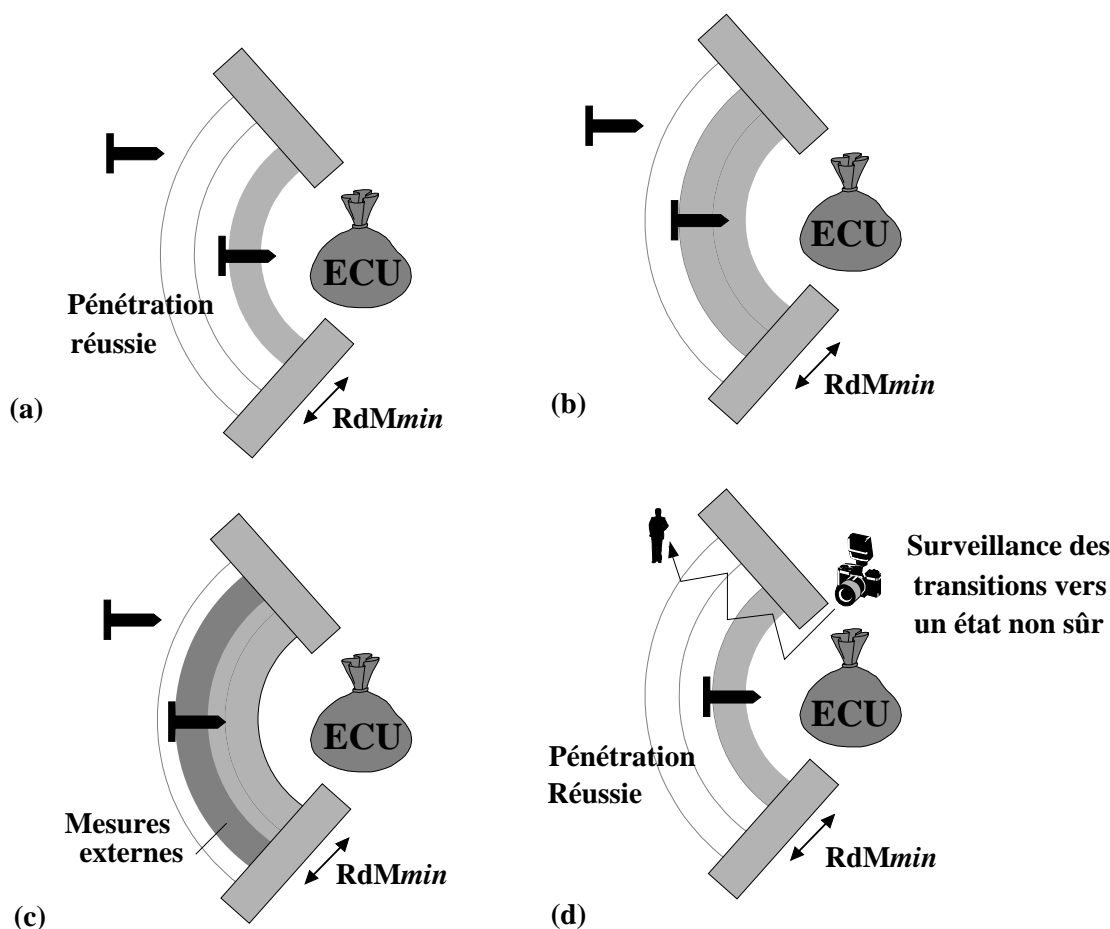 ECU
Pénétration
réussie
RdMmin
(a)
ECU
RdMmin
(b)
ECU
Mesures
externes
RdMmin
(c)
Surveillance des
transitions vers
un état non sûr
ECU
Pénétration
Réussie
RdMmin
(d)